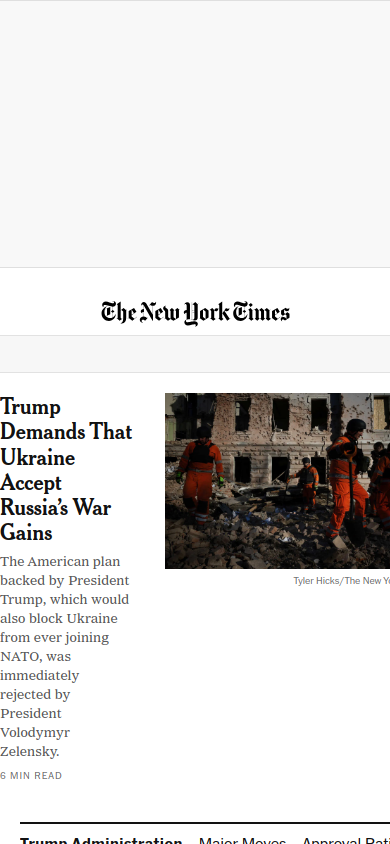 The New York Times
Trump
Demands That
Ukraine
Accept
Russia's War
Gains
The American plan
backed by President
Trump, which would
also block Ukraine
from ever joining
NATO, was
immediately
rejected by
President
Volodymyr
Zelensky.
6 MIN READ
Tyler Hicks/The New Yo
Trump Administration Major Moves Approval Rati